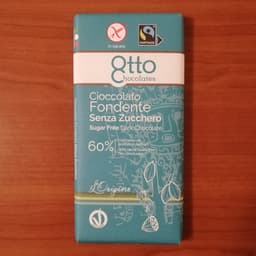 Otto
Chocolates
Cioccolato
Fondente
Senza Zucchero
Sugar Free Dark Chocolate
60%
L'Origine